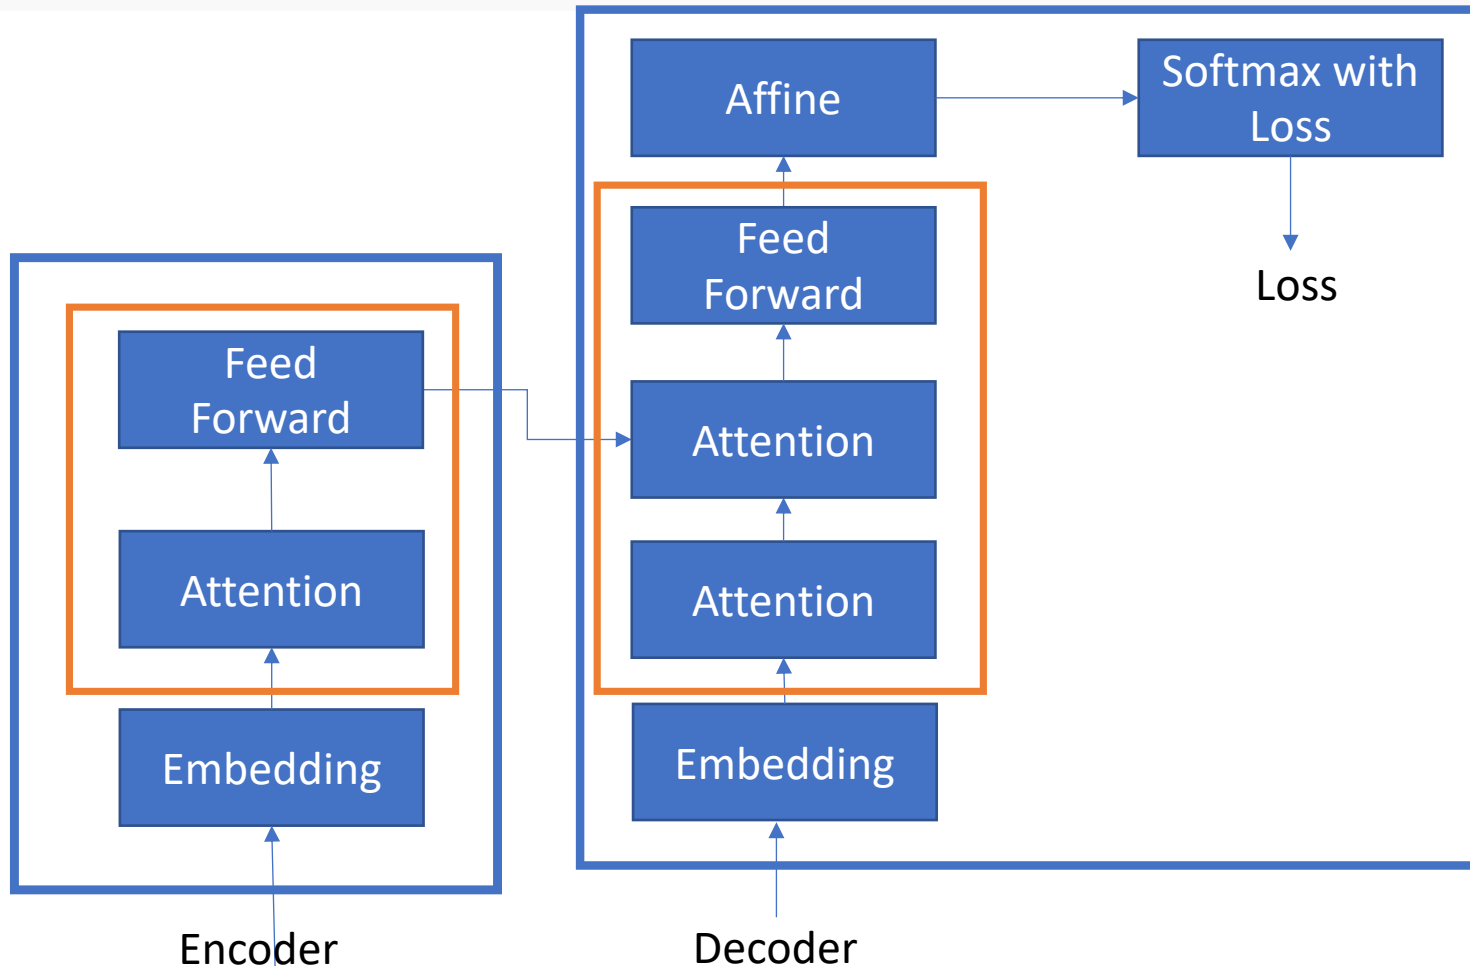 Affine
Softmax with
Loss
Feed
Forward
Loss
Feed
Forward
Attention
Attention
Attention
Embedding
Embedding
Encoder
Decoder